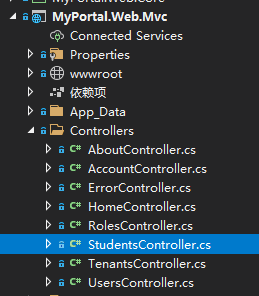 MyPortal.Web.Mvc
Connected Services
Properties
wwwroot
依赖项
App_Data
Controllers
C# AboutController.cs
C# AccountController.cs
C# ErrorController.cs
C# HomeController.cs
C# RolesController.cs
C# StudentsController.cs
C# TenantsController.cs
C# UsersController.cs